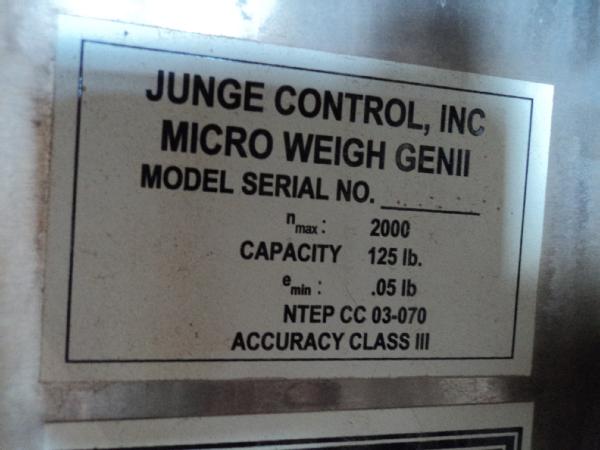 JUNGE CONTROL, INC
MICRO WEIGH GENII
MODEL SERIAL NO. ________
nmax: 2000
CAPACITY 125 lb.
emin: .05 lb
NTEP CC 03-070
ACCURACY CLASS III